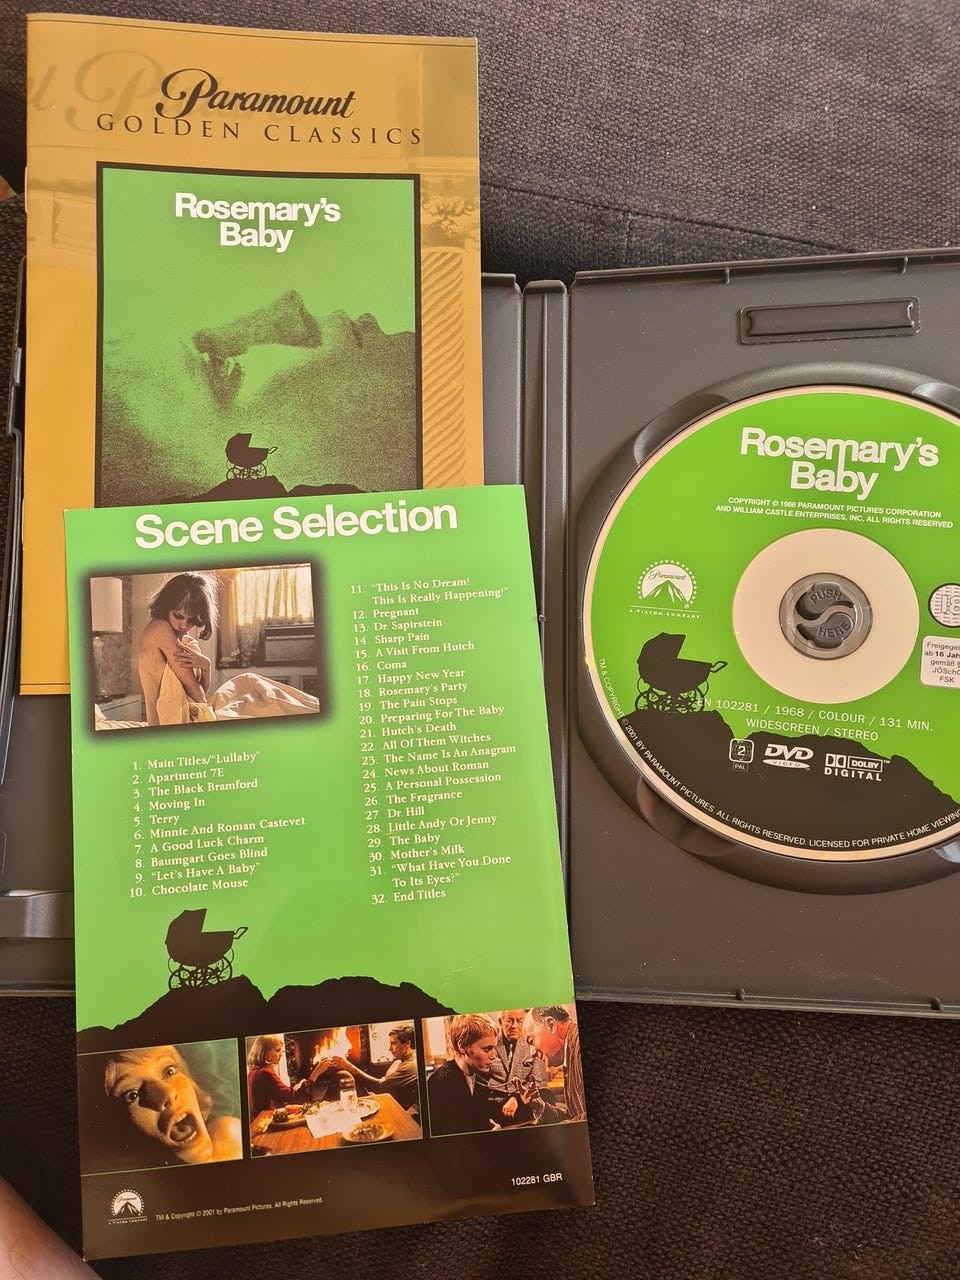 Paramount
GOLDEN CLASSICS
Rosemary's
Baby
Scene Selection
1. Main Titles/"Lullaby"
2. Apartment 7E
3. The Black Bramford
4. Moving In
5. Terry
6. Minnie And Roman Castevet
7. A Good Luck Charm
8. Baumgart Goes Blind
9. "Let's Have A Baby."
10. Chocolate Mouse
11. "This Is No Dream!
This Is Really Happening!"
12. Pregnant
13. Dr. Sapirstein
14. Sharp Pain
15. A Visit From Hutch
16. Coma
17. Happy New Year
18. Rosemary's Party
19. The Pain Stops
20. Preparing For The Baby
21. Hutch's Death
22. All Of Them Witches
23. The Name Is An Anagram
24. News About Roman
25. A Personal Possession
26. The Fragrance
27. Dr. Hill
28. Little Andy Or Jenny
29. The Baby
30. Mother's Milk
31. "What Have You Done
To Its Eyes?"
32. End Titles
102281 GBR
Paramount
A VIACOM COMPANY
TM & Copyright © 2001 by Paramount Pictures. All Rights Reserved.
Rosemary's
Baby
COPYRIGHT © 1968 PARAMOUNT PICTURES CORPORATION
AND WILLIAM CASTLE ENTERPRISES, INC, ALL RIGHTS RESERVED
Paramount
A VIACOM COMPANY
PUSH
HERE
Freigegeben
ab 16 Jahren
gemäß §
JÖSchG
FSK
102281 / 1968 / COLOUR / 131 MIN.
WIDESCREEN / STEREO
2
PAL
DVD
VIDEO
DOLBY
DIGITAL
TM & COPYRIGHT © 2001 BY PARAMOUNT PICTURES. ALL RIGHTS RESERVED. LICENSED FOR PRIVATE HOME VIEWING